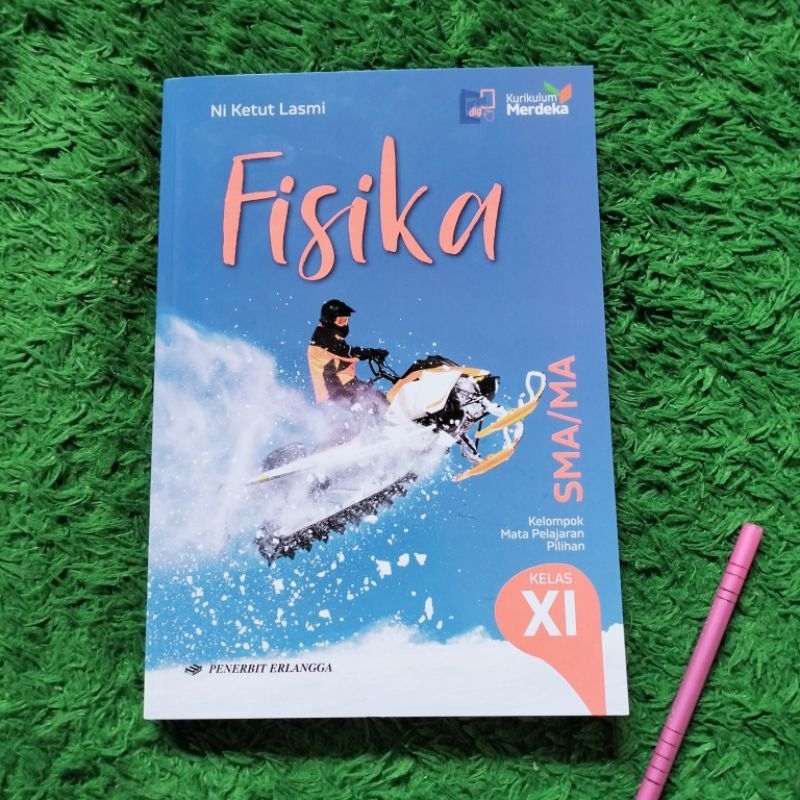 Ni Ketut Lasmi
Kurikulum
Merdeka
Fisika
SMA/MA
Kelompok
Mata Pelajaran
Pilihan
KELAS
XI
PENERBIT ERLANGGA